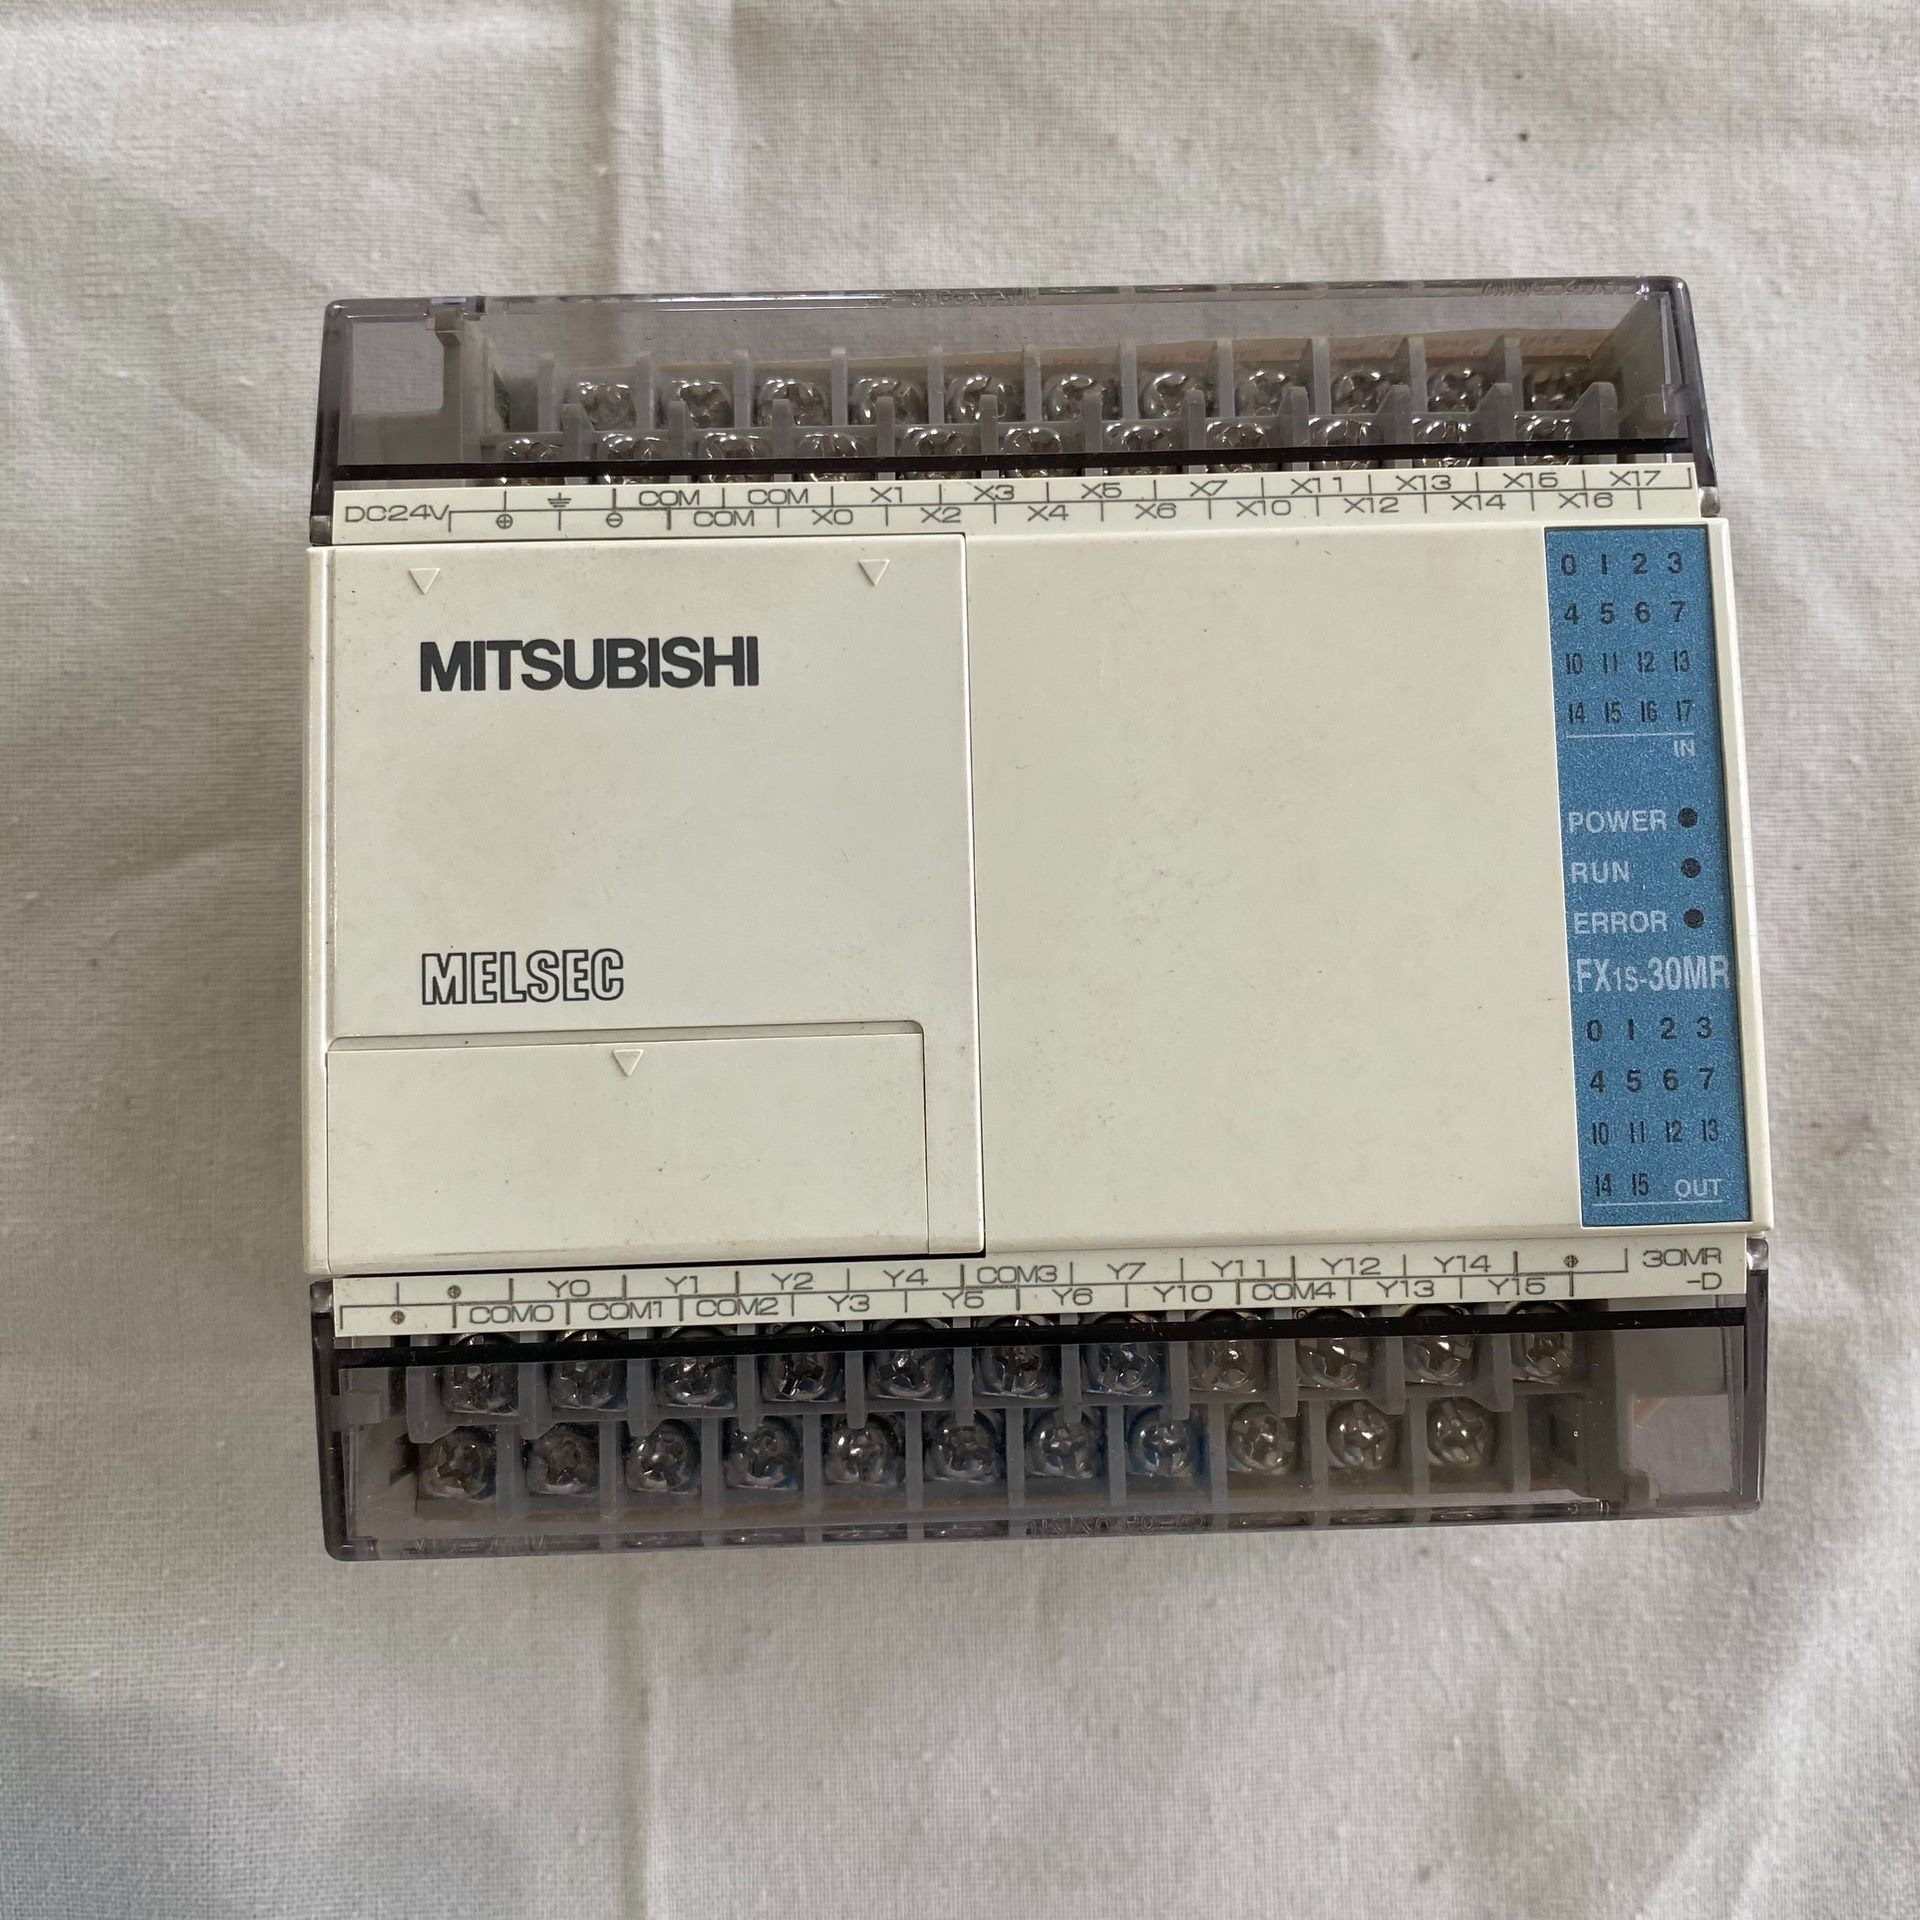 COM COM X1 X3 X5 X7 X11 X13 X15 X17
DC24V COM X0 X2 X4 X6 X10 X12 X14 X16
MITSUBISHI
MELSEC
0 1 2 3
4 5 6 7
10 11 12 13
14 15 16 17
IN
POWER
RUN
ERROR
FX1S-30MR
0 1 2 3
4 5 6 7
10 11 12 13
14 15 OUT
Y0 Y1 Y2 Y4 COM3 Y7 Y11 Y12 Y14 30MR
COM0 COM1 COM2 Y3 Y5 Y6 Y10 COM4 Y13 Y15 -D